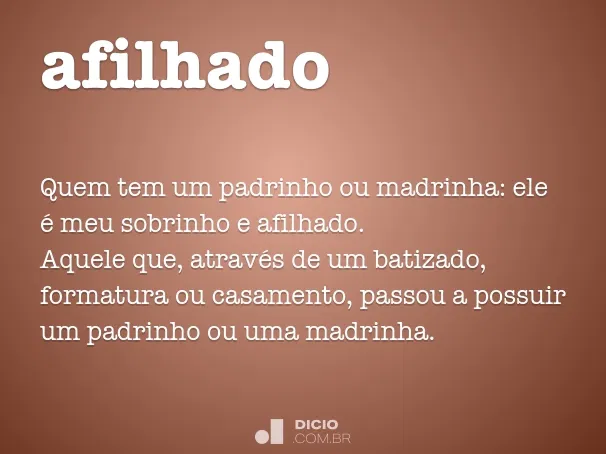 afilhado
Quem tem um padrinho ou madrinha: ele
é meu sobrinho e afilhado.
Aquele que, através de um batizado,
formatura ou casamento, passou a possuir
um padrinho ou uma madrinha.
DICIO
.COM.BR